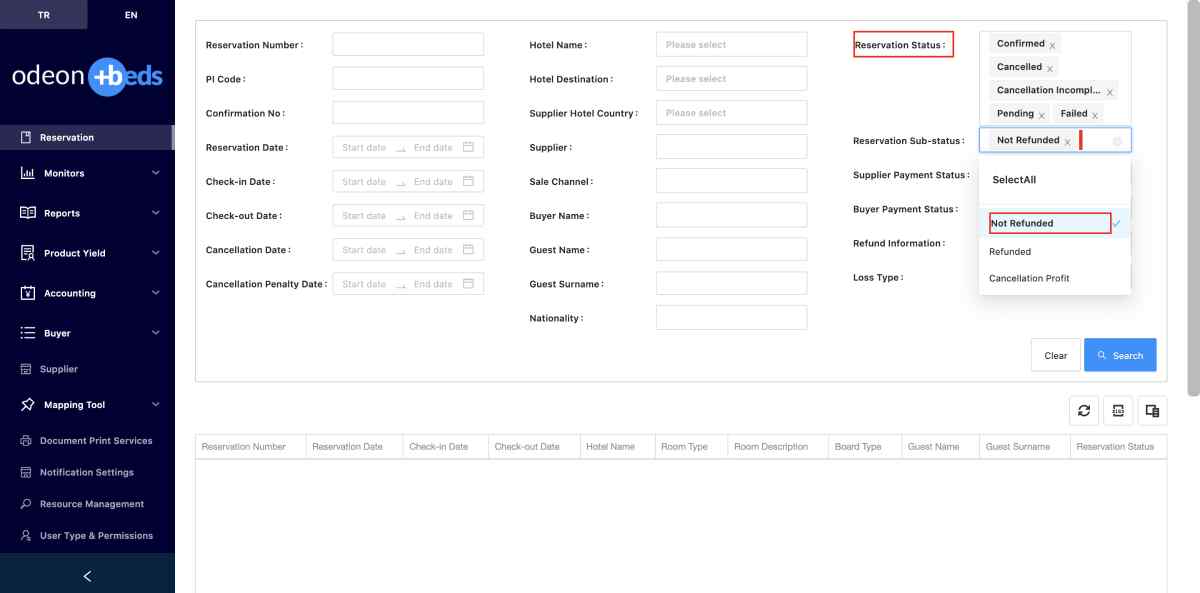 TR
EN
odeon +beds
Reservation
Monitors
Reports
Product Yield
Accounting
Buyer
Supplier
Mapping Tool
Document Print Services
Notification Settings
Resource Management
User Type & Permissions
Reservation Number :
PI Code :
Confirmation No :
Reservation Date : Start date End date
Check-in Date : Start date End date
Check-out Date : Start date End date
Cancellation Date : Start date End date
Cancellation Penalty Date : Start date End date
Hotel Name : Please select
Hotel Destination : Please select
Supplier Hotel Country : Please select
Supplier :
Sale Channel :
Buyer Name :
Guest Name :
Guest Surname :
Nationality :
Reservation Status :
Confirmed x
Cancelled x
Cancellation Incompl... x
Pending x Failed x
Reservation Sub-status : Not Refunded x
Supplier Payment Status :
Buyer Payment Status :
Refund Information :
Loss Type :
SelectAll
Not Refunded
Refunded
Cancellation Profit
Clear Search
Reservation Number Reservation Date Check-in Date Check-out Date Hotel Name Room Type Room Description Board Type Guest Name Guest Surname Reservation Status